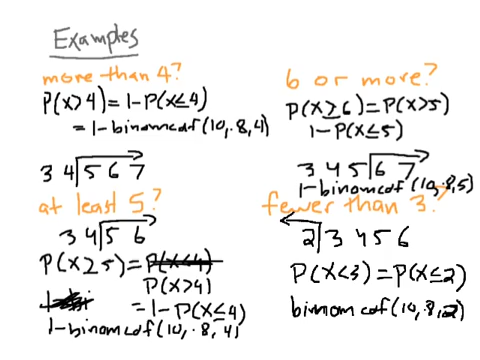 Examples
more than 4?
P(x>4)=1-P(x≤4)
=1-binomcdf(10,.8,4)
3 4|5 6 7
at least 5?
3 4|5 6
P(x≥5)=P(x<4)
P(x>4)
=1-P(x≤4)
1-binomcdf(10,.8,4)
6 or more?
P(x≥6)=P(x>5)
1-P(x≤5)
3 4 5|6 7
1-binomcdf(10,.8,5)
fewer than 3?
2|3 4 5 6
P(x<3)=P(x≤2)
binomcdf(10,.8,2)